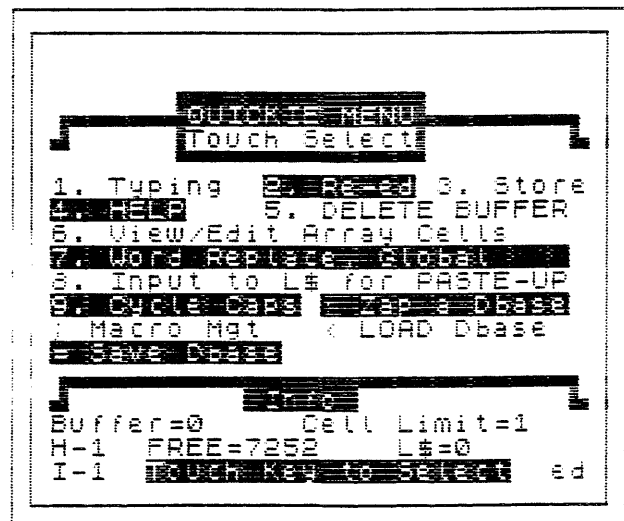 QUICKIE MENU
Touch Select
1. Typing 2. Re-ed 3. Store
4. HELP 5. DELETE BUFFER
6. View/Edit Array Cells
7. Word Replace, Global
8. Input to L$ for PASTE-UP
9. Cycle Caps Zap a Dbase
; Macro Mgt < LOAD Dbase
= Save Dbase
Buffer=0 Cell Limit=1
H-1 FREE=7252 L$=0
I-1 Touch Key to Select ed